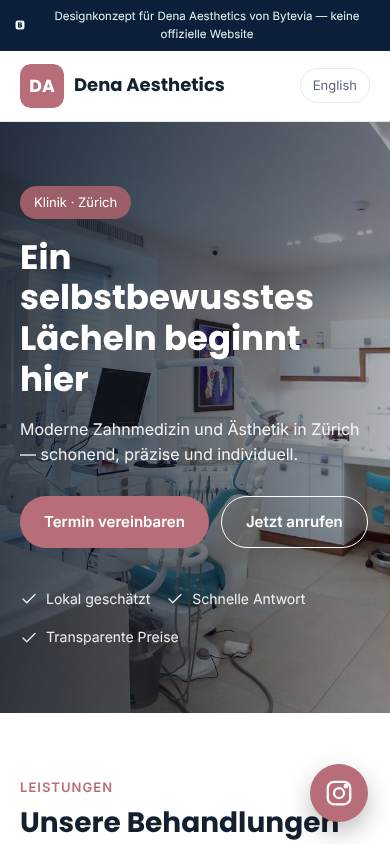 Designkonzept für Dena Aesthetics von Bytevia — keine
offizielle Website
B
DA
Dena Aesthetics
English
Klinik · Zürich
Ein
selbstbewusstes
Lächeln beginnt
hier
Moderne Zahnmedizin und Ästhetik in Zürich
— schonend, präzise und individuell.
Termin vereinbaren
Jetzt anrufen
Lokal geschätzt
Schnelle Antwort
Transparente Preise
LEISTUNGEN
Unsere Behandlungen